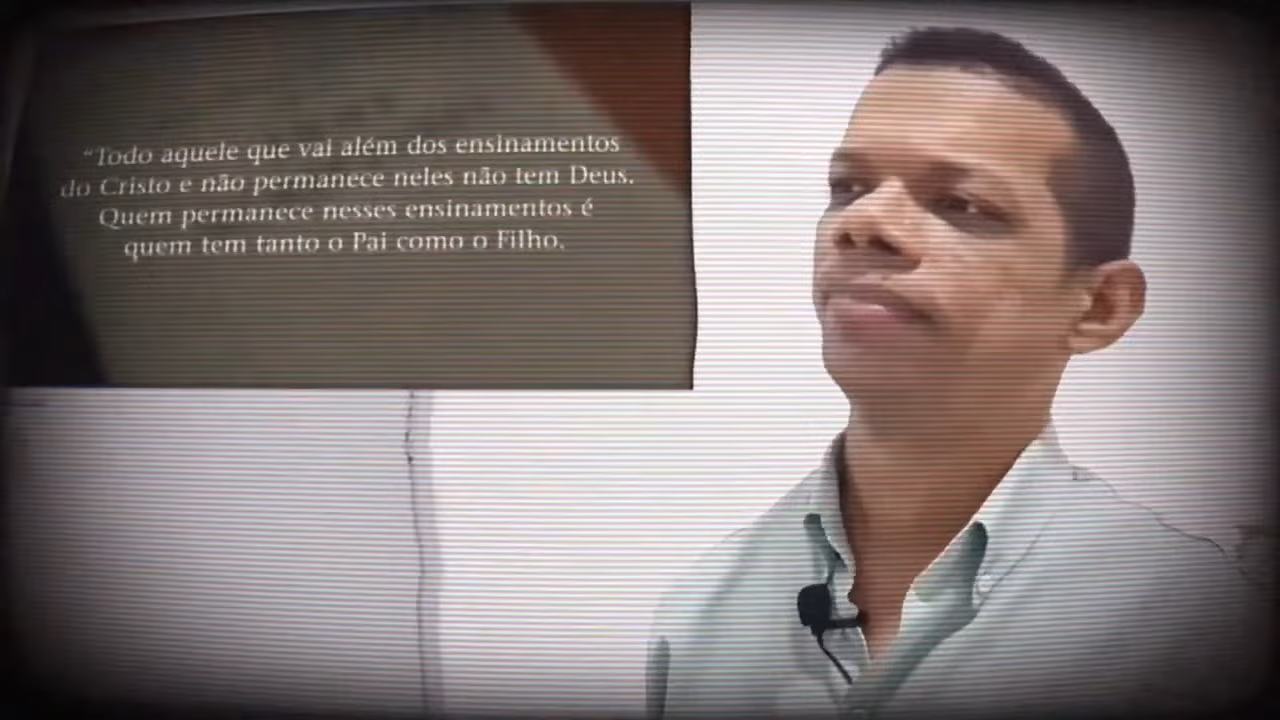 “Todo aquele que vai além dos ensinamentos
do Cristo e não permanece neles não tem Deus.
Quem permanece nesses ensinamentos é
quem tem tanto o Pai como o Filho.